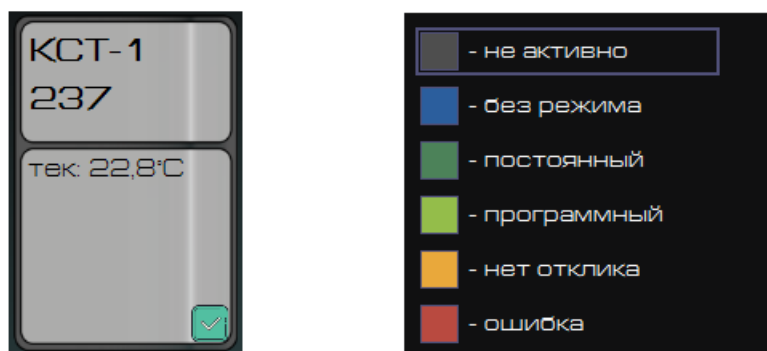 КСТ-1
237
тек: 22,8°С
- не активно
- без режима
- постоянный
- программный
- нет отклика
- ошибка